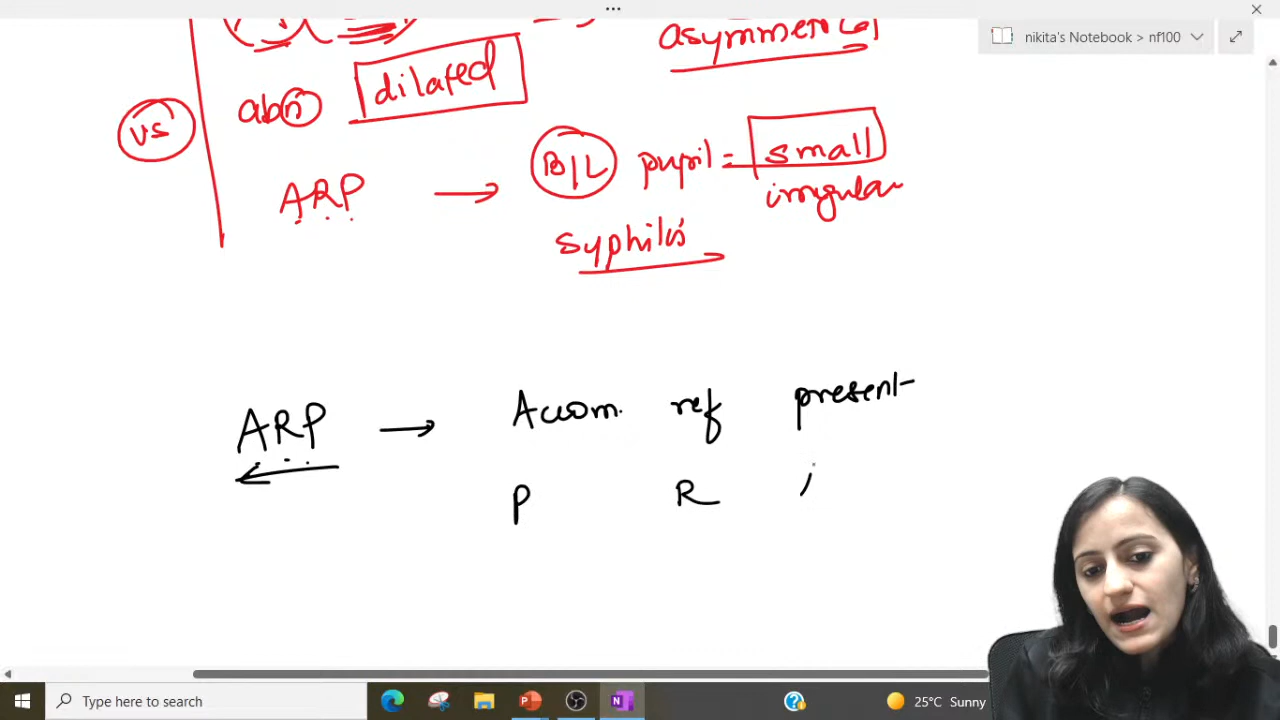 nikita's Notebook > nf100
asymmetrical
abn dilated
vs
B/L pupil = small
ARP → irregular
syphilis
ARP → Accom. ref present
P R
Type here to search
25°C Sunny